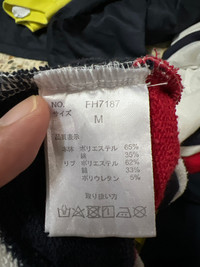 NO. FH7187
サイズ
M
品質表示
本体 ポリエステル 65%
綿 35%
リブ ポリエステル 62%
綿 33%
ポリウレタン 5%
取り扱い方